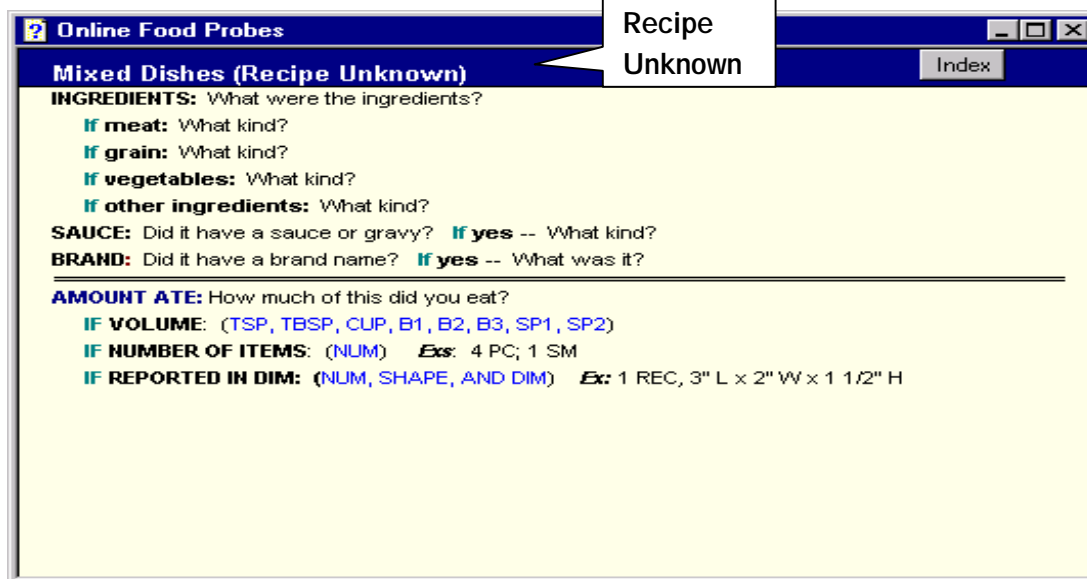 Online Food Probes
Recipe
Unknown
Mixed Dishes (Recipe Unknown)
Index
INGREDIENTS: What were the ingredients?
If meat: What kind?
If grain: What kind?
If vegetables: What kind?
If other ingredients: What kind?
SAUCE: Did it have a sauce or gravy? If yes -- What kind?
BRAND: Did it have a brand name? If yes -- What was it?
AMOUNT ATE: How much of this did you eat?
IF VOLUME: (TSP, TBSP, CUP, B1, B2, B3, SP1, SP2)
IF NUMBER OF ITEMS: (NUM) Exs: 4 PC; 1 SM
IF REPORTED IN DIM: (NUM, SHAPE, AND DIM) Ex: 1 REC, 3" L x 2" W x 1 1/2" H